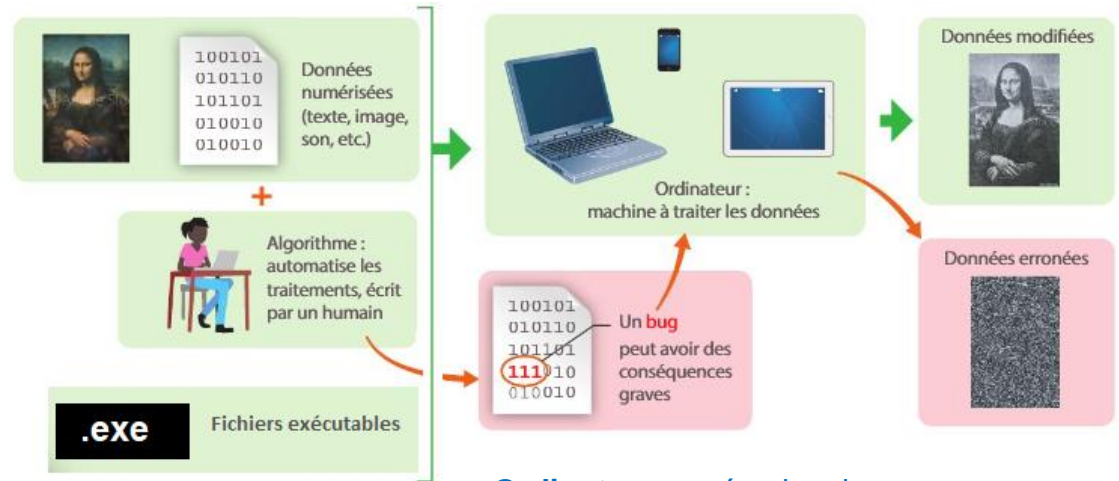 100101
010110
101101
010010
010010
Données
numérisées
(texte, image,
son, etc.)
+
Algorithme :
automatise les
traitements, écrit
par un humain
.exe
Fichiers exécutables
Ordinateur :
machine à traiter les données
100101
010110
101101
111010
010010
Un bug
peut avoir des
conséquences
graves
Données modifiées
Données erronées